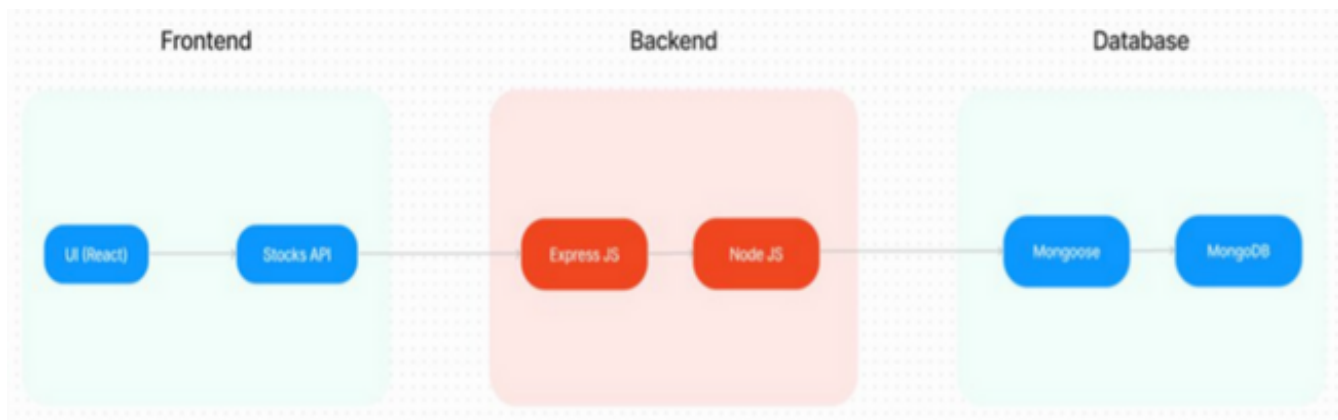 Frontend
Backend
Database
UI (React)
Stocks API
Express JS
Node JS
Mongoose
MongoDB